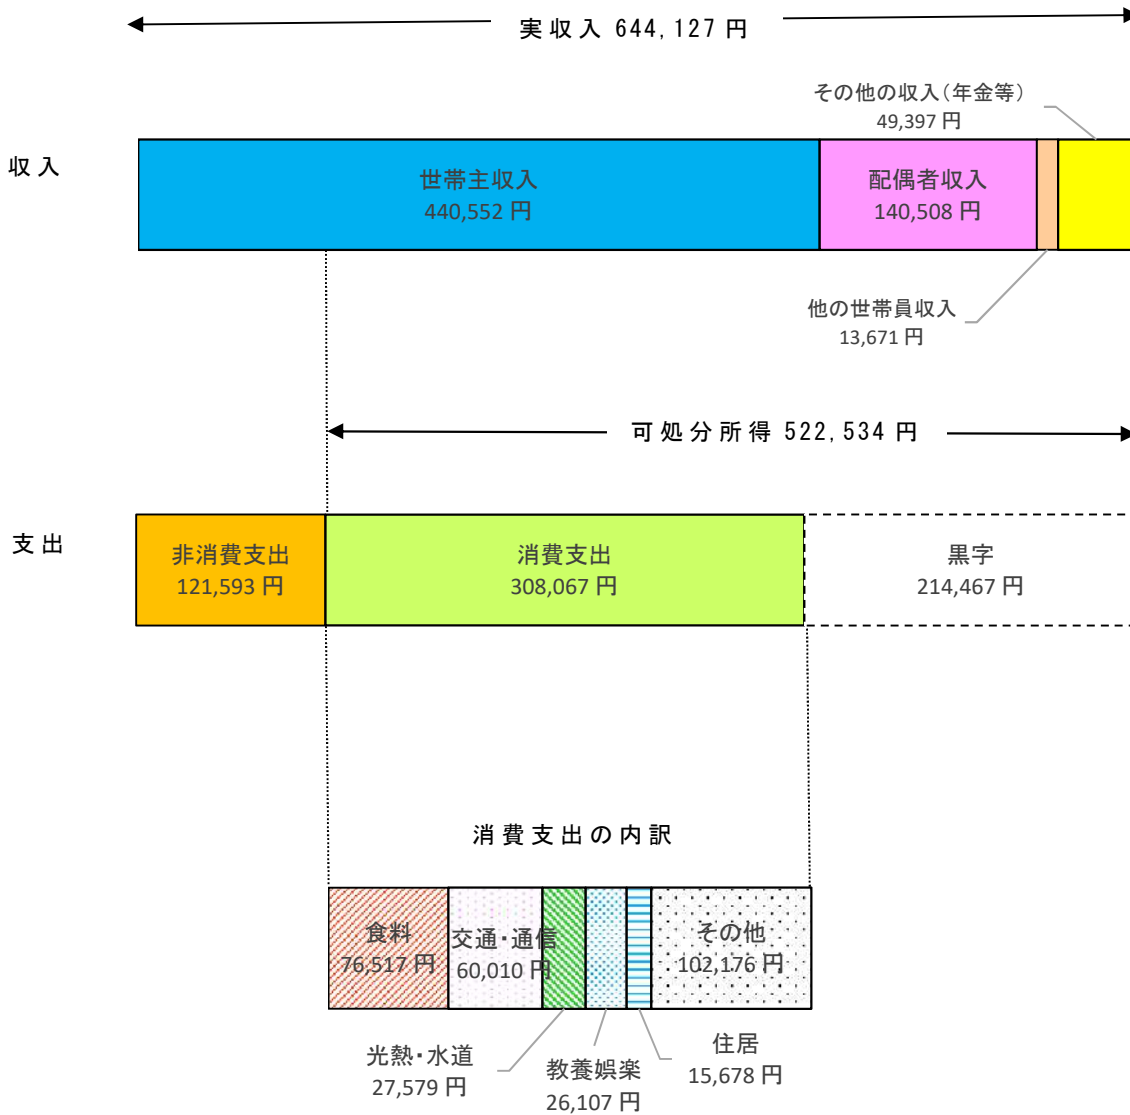 実収入 644,127 円
その他の収入(年金等)
49,397 円
収入
世帯主収入
440,552 円
配偶者収入
140,508 円
他の世帯員収入
13,671 円
可処分所得 522,534 円
支出
非消費支出
121,593 円
消費支出
308,067 円
黒字
214,467 円
消費支出の内訳
食料
76,517 円
交通・通信
60,010 円
その他
102,176 円
光熱・水道
27,579 円
教養娯楽
26,107 円
住居
15,678 円